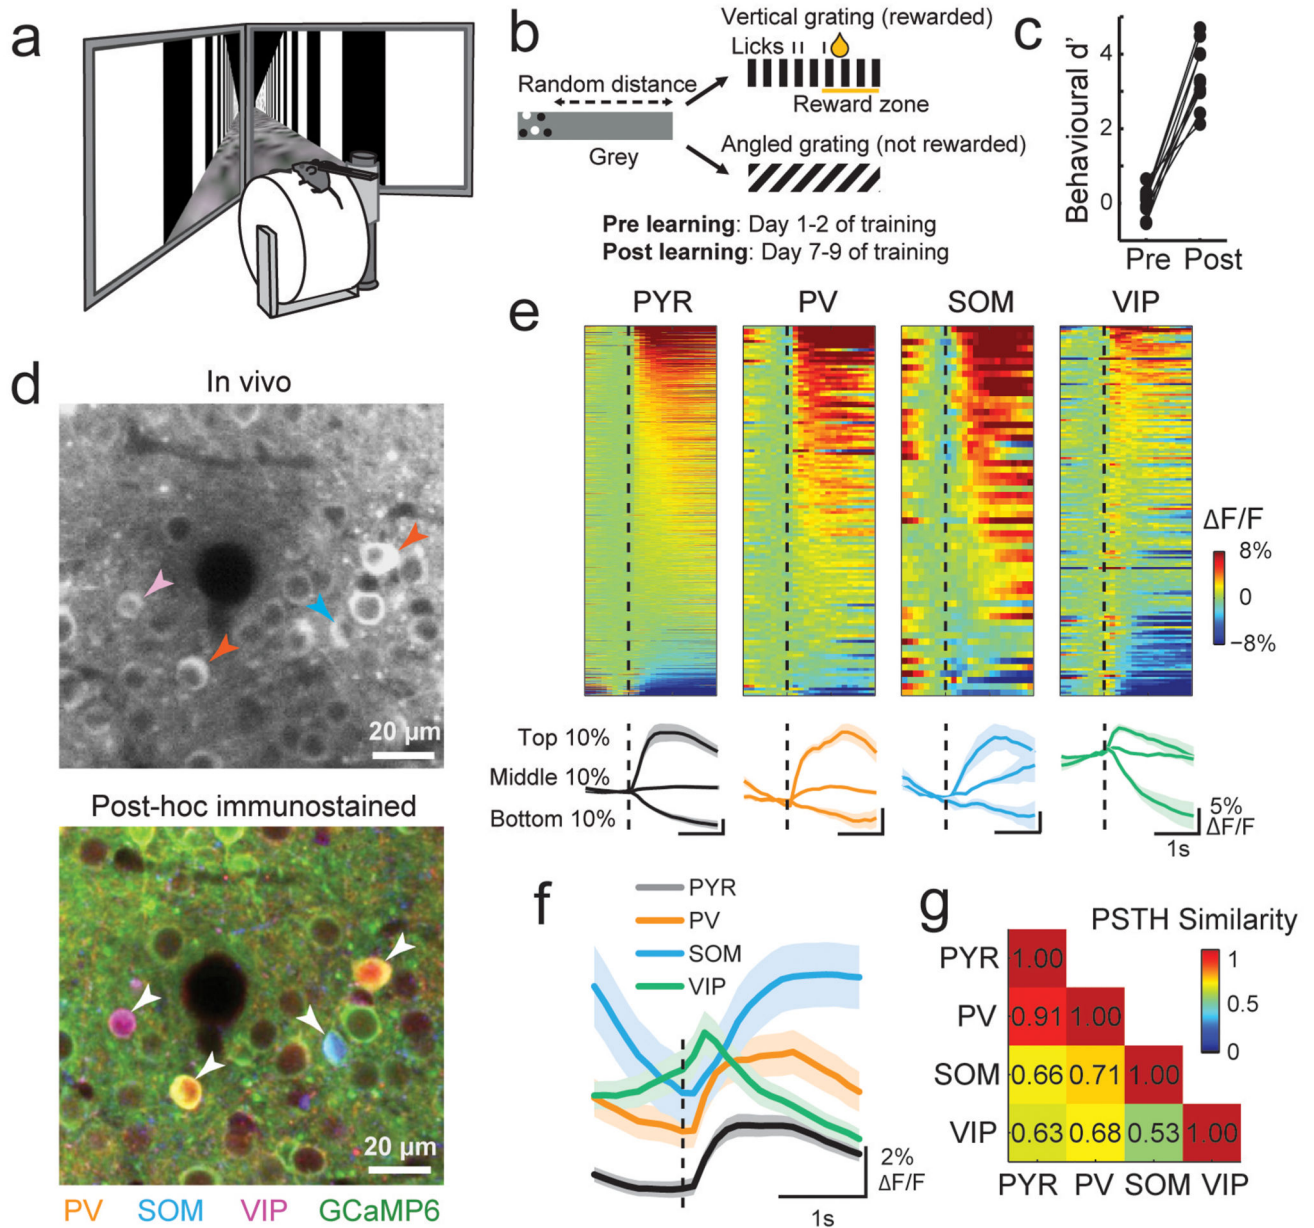 a
b
Vertical grating (rewarded)
Licks
Random distance
Reward zone
Grey
Angled grating (not rewarded)
Pre learning: Day 1-2 of training
Post learning: Day 7-9 of training
c
Behavioural d'
4
2
0
Pre Post
d
In vivo
20 µm
Post-hoc immunostained
20 µm
PV SOM VIP GCaMP6
e
PYR PV SOM VIP
ΔF/F
8%
0
−8%
Top 10%
Middle 10%
Bottom 10%
5%
ΔF/F
1s
f
PYR
PV
SOM
VIP
2%
ΔF/F
1s
g
PSTH Similarity
1
0.5
0
PYR 1.00
PV 0.91 1.00
SOM 0.66 0.71 1.00
VIP 0.63 0.68 0.53 1.00
PYR PV SOM VIP